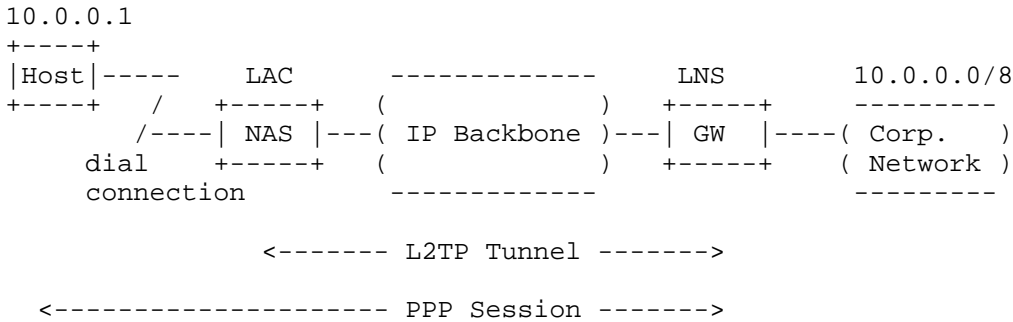 10.0.0.1
+----+
|Host|-----    LAC      -------------     LNS        10.0.0.0/8
+----+   /   +-----+   (             )   +-----+     ---------
        /----| NAS |---( IP Backbone )---| GW  |----( Corp.   )
     dial    +-----+   (             )   +-----+    ( Network )
     connection         -------------                ---------
<------- L2TP Tunnel ------->
<--------------------- PPP Session ------->